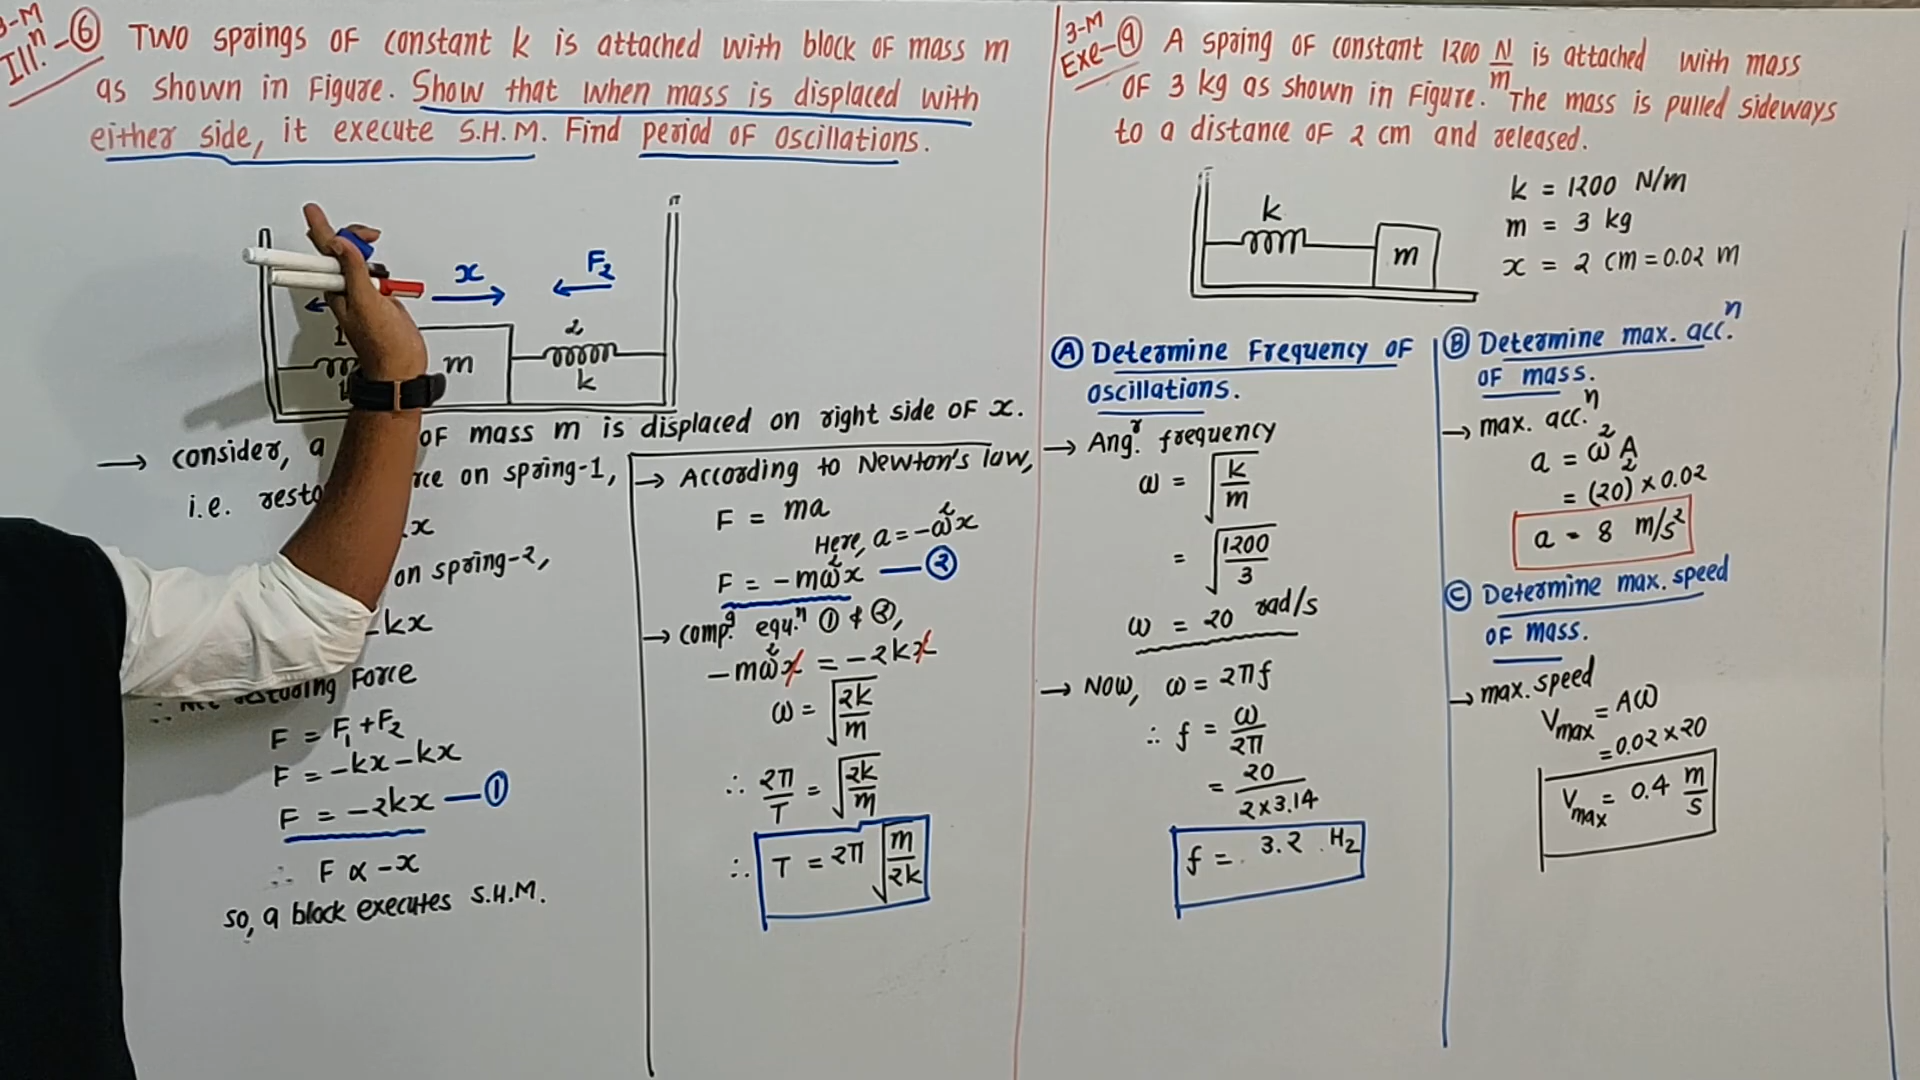 3-M
Illⁿ. - ⑥ Two springs of constant k is attached with block of mass m
as shown in Figure. Show that when mass is displaced with
either side, it execute S.H.M. Find period of oscillations.
x
F₂
1
2
m
k
→ consider, a of mass m is displaced on right side of x.
i.e. on spring-1,
x
on spring-2,
-kx
∴ restoring Force
F = F₁ + F₂
F = -kx - kx
F = -2kx — ①
∴ F ∝ -x
so, a block executes S.H.M.
→ According to Newton's law,
F = ma
Here, a = -ω²x
F = -mω²x — ②
→ compᵍ. equⁿ. ① & ②,
-mω²x = -2kx
ω = √(2k/m)
∴ 2π/T = √(2k/m)
∴ T = 2π √(m/2k)
3-M
Exe-⑨ A spring of constant 1200 N/m is attached with mass
of 3 kg as shown in Figure. The mass is pulled sideways
to a distance of 2 cm and released.
k
m
k = 1200 N/m
m = 3 kg
x = 2 cm = 0.02 m
Ⓐ Determine Frequency of
oscillations.
→ Angʳ. frequency
ω = √(k/m)
= √(1200/3)
ω = 20 rad/s
→ Now, ω = 2πf
∴ f = ω/2π
= 20/2×3.14
f = 3.2 Hz
Ⓑ Determine max. accⁿ.
of mass.
→ max. accⁿ.
a = ω²A
= (20)² × 0.02
a = 8 m/s²
Ⓒ Determine max. speed
of mass.
→ max. speed
Vmax = Aω
= 0.02 × 20
Vmax = 0.4 m/s